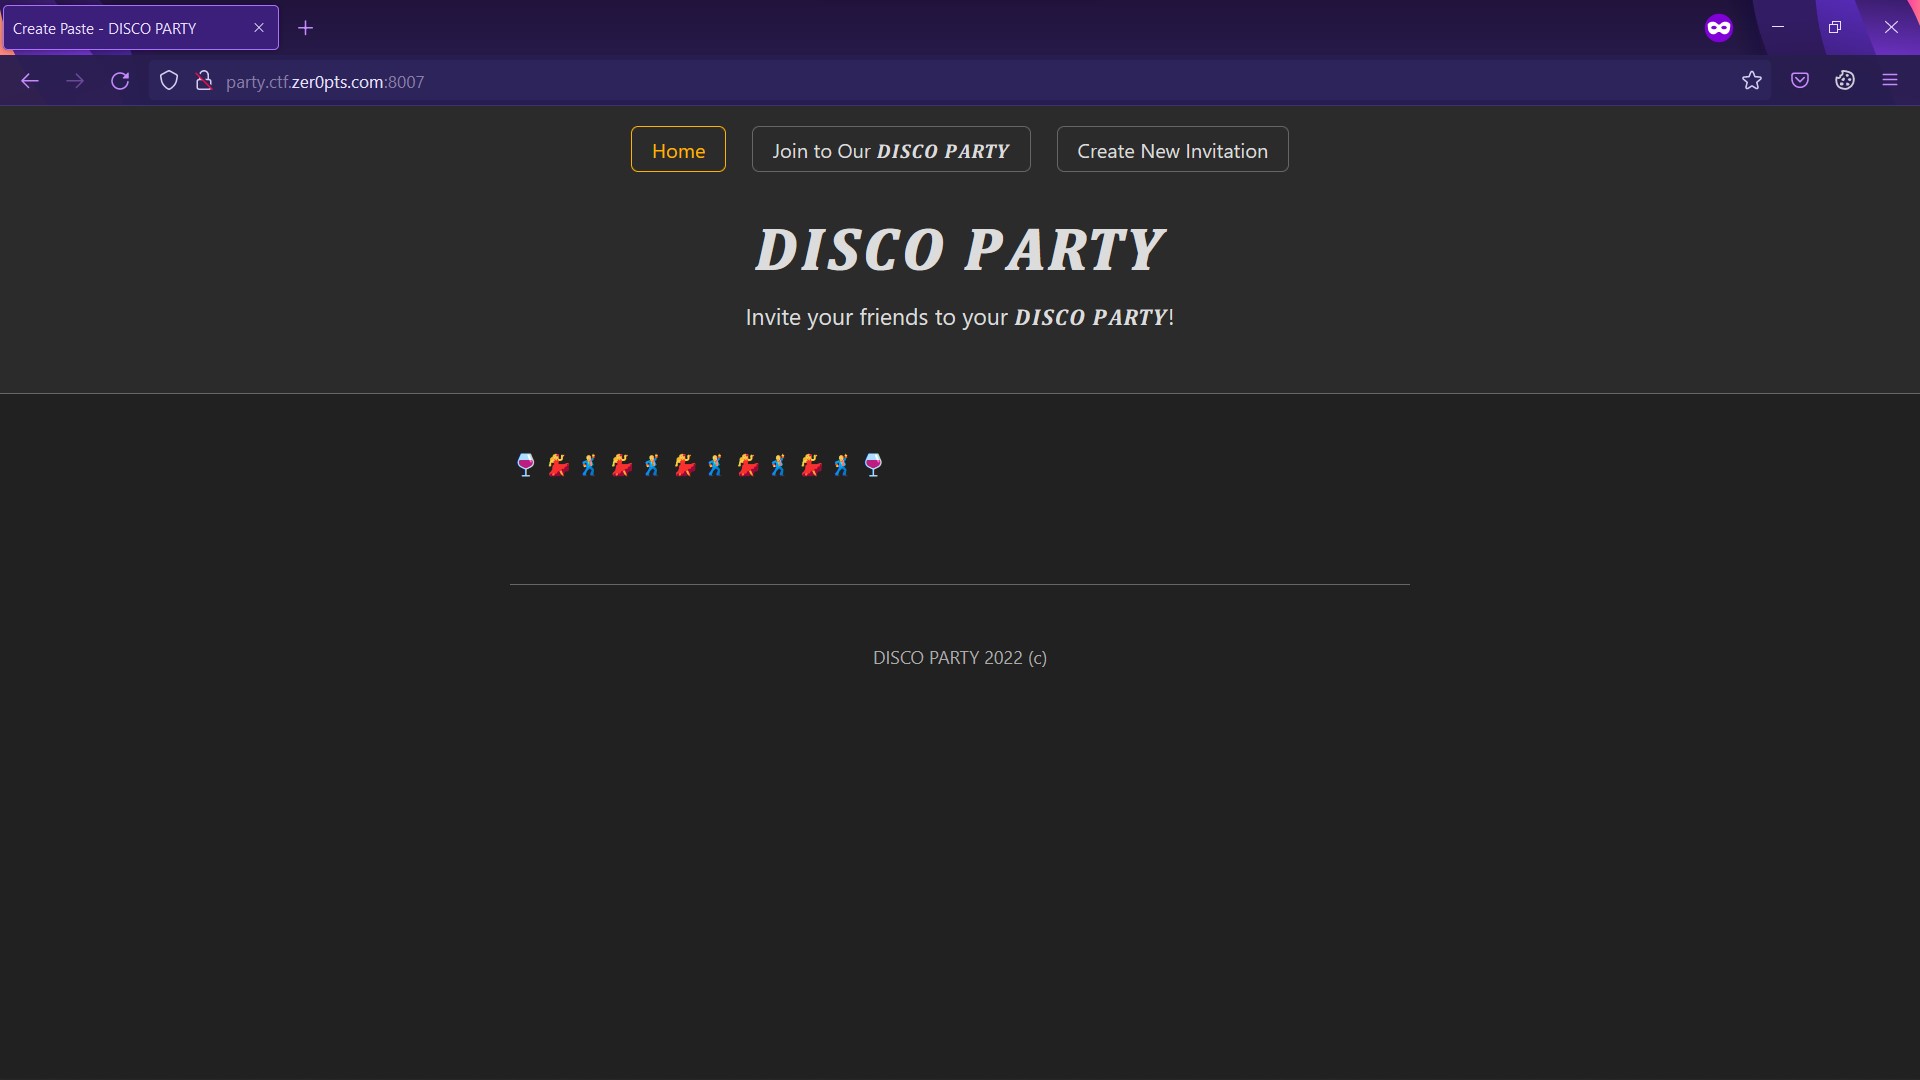 Create Paste - DISCO PARTY
party.ctf.zer0pts.com:8007
Home
Join to Our DISCO PARTY
Create New Invitation
DISCO PARTY
Invite your friends to your DISCO PARTY!
🍷 💃 🕺 💃 🕺 💃 🕺 💃 🕺 💃 🕺 🍷
DISCO PARTY 2022 (c)